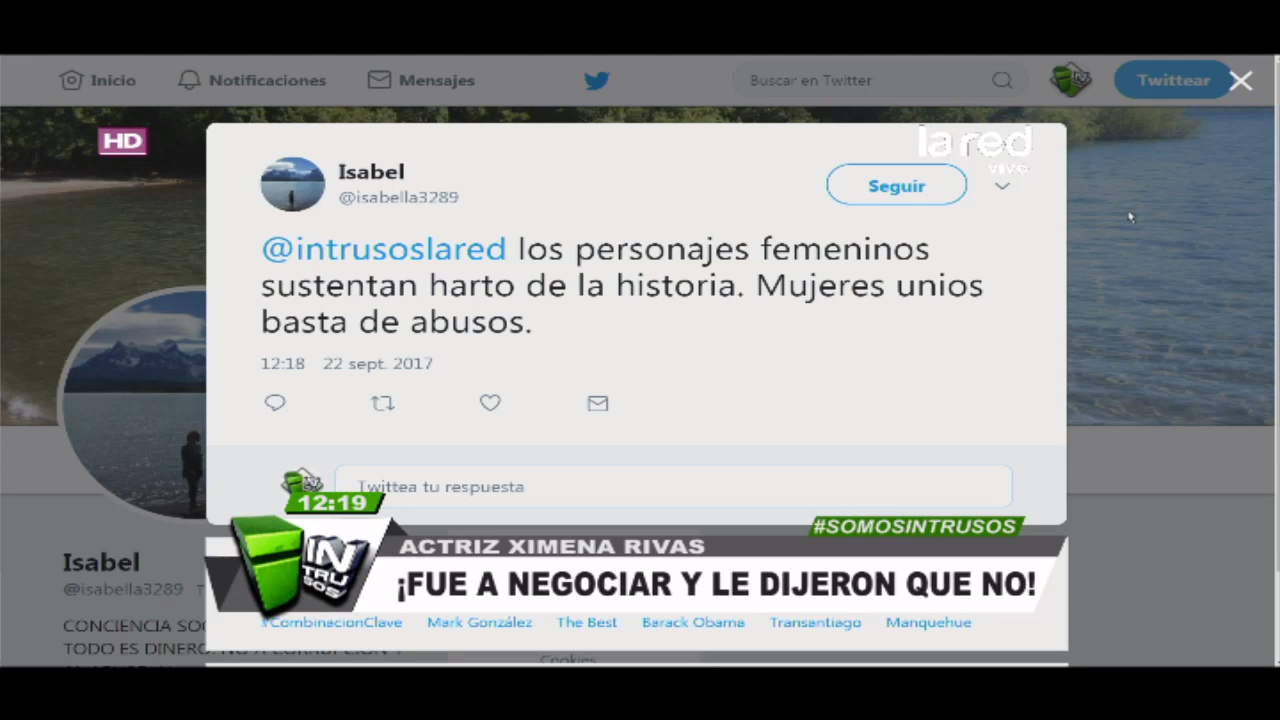 Inicio Notificaciones Mensajes Buscar en Twitter Twittear
HD
la red
VIVO
Isabel
@isabella3289
Seguir
@intrusoslared los personajes femeninos
sustentan harto de la historia. Mujeres unios
basta de abusos.
12:18 22 sept. 2017
Twittea tu respuesta
12:19
#SOMOSINTRUSOS
INTRUSOS
ACTRIZ XIMENA RIVAS
¡FUE A NEGOCIAR Y LE DIJERON QUE NO!
Isabel
@isabella3289
#CombinacionClave Mark González The Best Barack Obama Transantiago Manquehue
CONCIENCIA
TODO ES DINERO.
Cookies